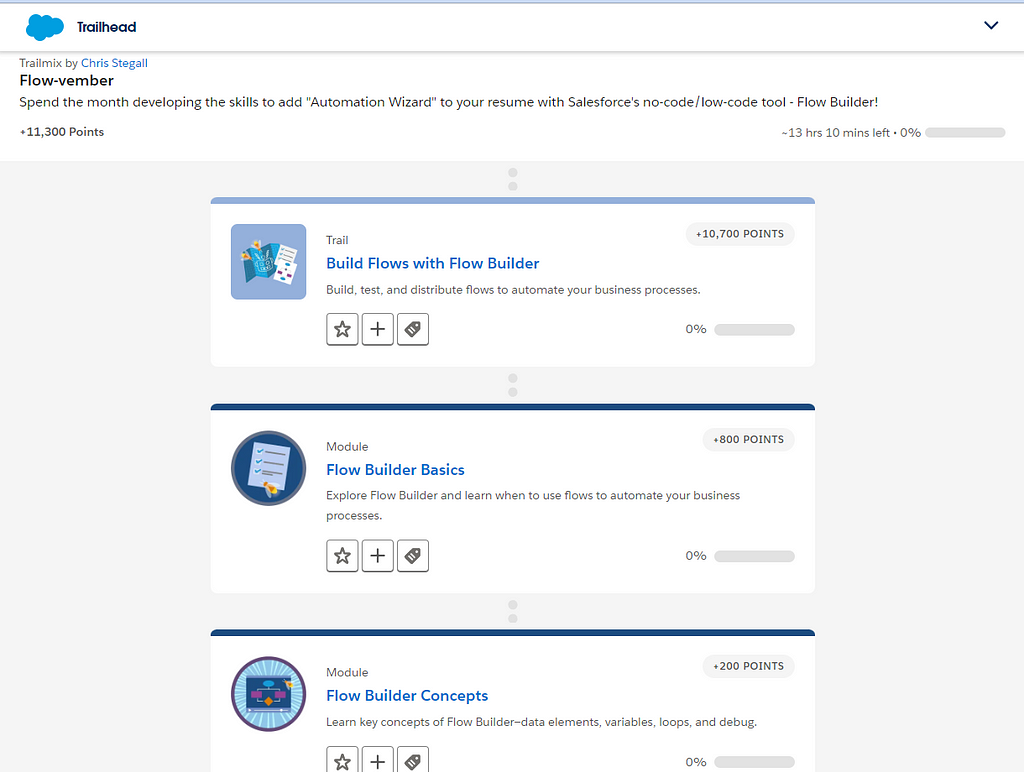 Trailhead
Trailmix by Chris Stegall
Flow-vember
Spend the month developing the skills to add "Automation Wizard" to your resume with Salesforce's no-code/low-code tool - Flow Builder!
+11,300 Points
~13 hrs 10 mins left • 0%
Trail
+10,700 POINTS
Build Flows with Flow Builder
Build, test, and distribute flows to automate your business processes.
0%
Module
+800 POINTS
Flow Builder Basics
Explore Flow Builder and learn when to use flows to automate your business
processes.
0%
Module
+200 POINTS
Flow Builder Concepts
Learn key concepts of Flow Builder–data elements, variables, loops, and debug.
0%